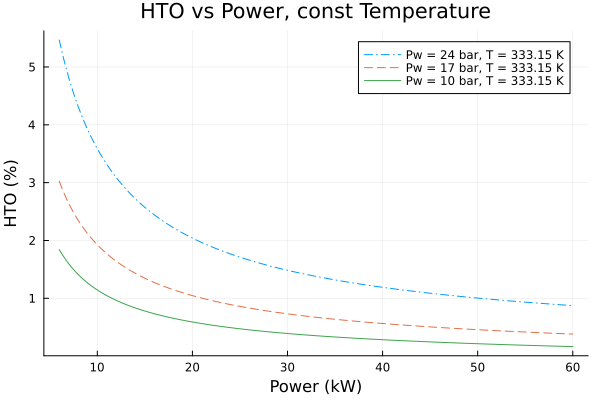 HTO vs Power, const Temperature
Pw = 24 bar, T = 333.15 K
Pw = 17 bar, T = 333.15 K
Pw = 10 bar, T = 333.15 K
HTO (%)
5
4
3
2
1
10 20 30 40 50 60
Power (kW)